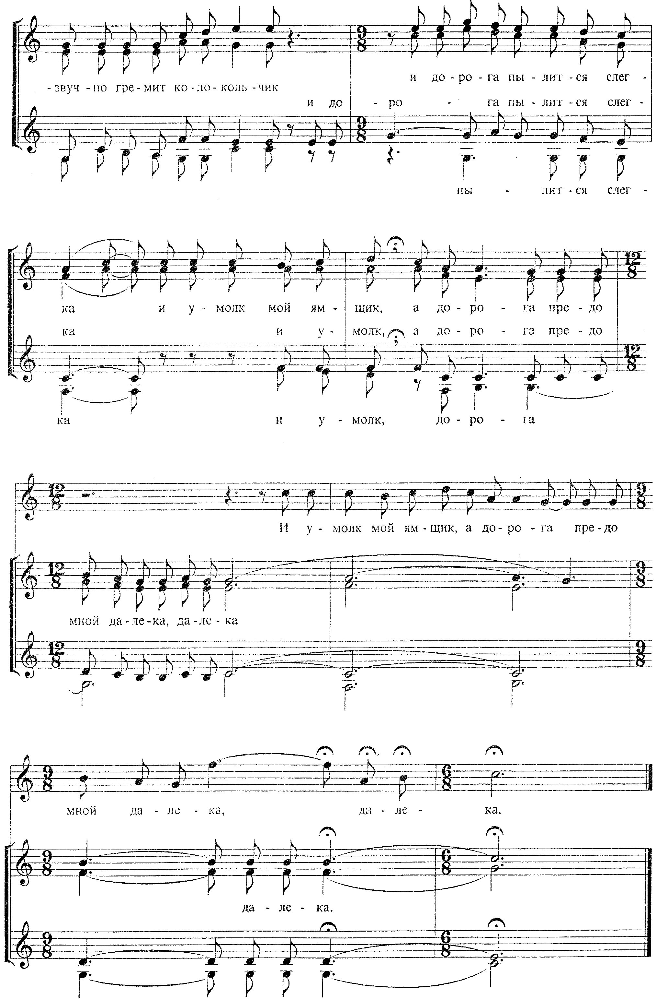 и до - ро - га пы - лит - ся слег -
- звуч - но гре - мит ко - ло - коль - чик
и до - ро - га пы - лит - ся слег -
пы - лит - ся слег -
ка и у - молк мой ям - щик, а до - ро - га пре - до
ка и у - молк, а до - ро - га пре - до
ка и у - молк, до - ро - га
И у - молк мой ям - щик, а до - ро - га пре - до
мной да - ле - ка, да - ле - ка
мной да - ле - ка, да - ле - ка.
да - ле - ка.